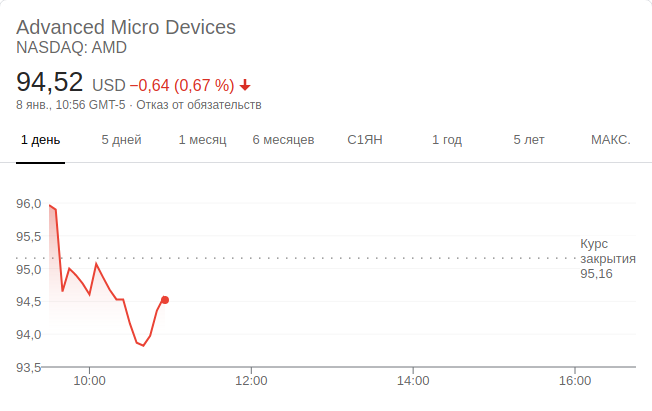 Advanced Micro Devices
NASDAQ: AMD
94,52 USD −0,64 (0,67 %)
8 янв., 10:56 GMT-5 · Отказ от обязательств
1 день 5 дней 1 месяц 6 месяцев С1ЯН 1 год 5 лет МАКС.
96,0
95,5
Курс
закрытия
95,16
95,0
94,5
94,0
93,5
10:00 12:00 14:00 16:00